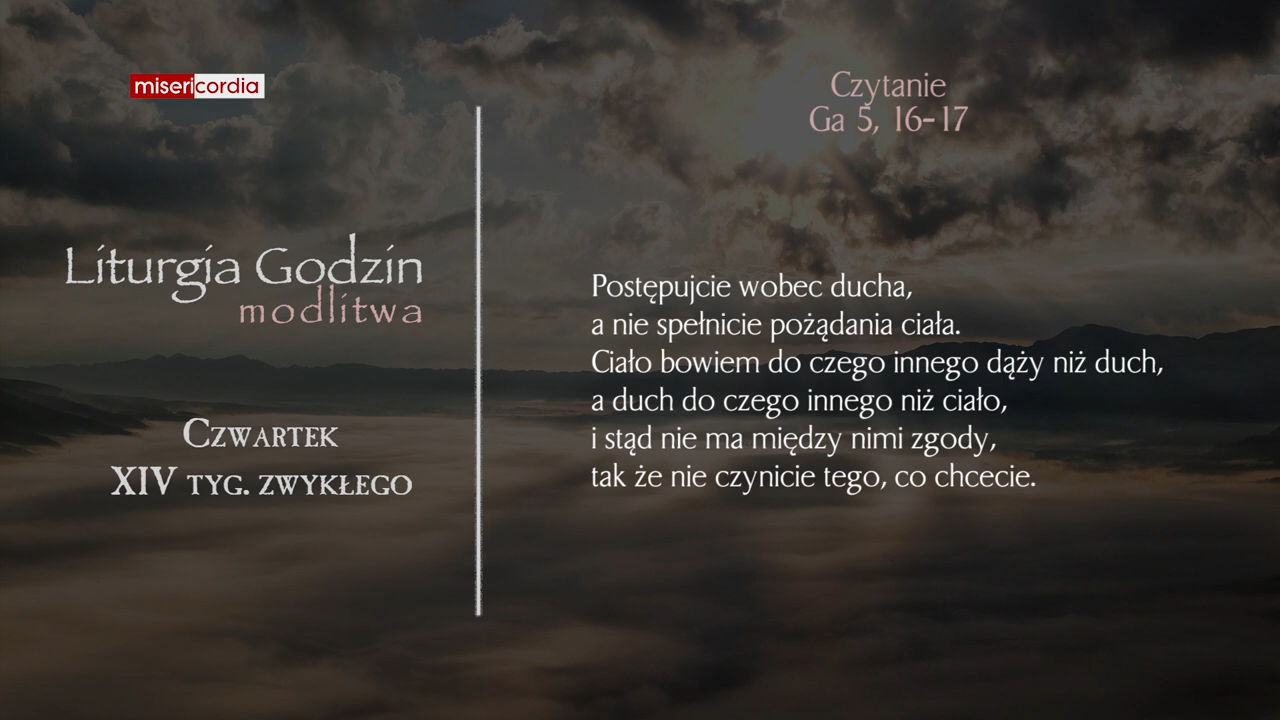 misericordia
Liturgia Godzin
modlitwa
Czwartek
XIV tyg. zwykłego
Czytanie
Ga 5, 16-17
Postępujcie wobec ducha,
a nie spełnicie pożądania ciała.
Ciało bowiem do czego innego dąży niż duch,
a duch do czego innego niż ciało,
i stąd nie ma między nimi zgody,
tak że nie czynicie tego, co chcecie.